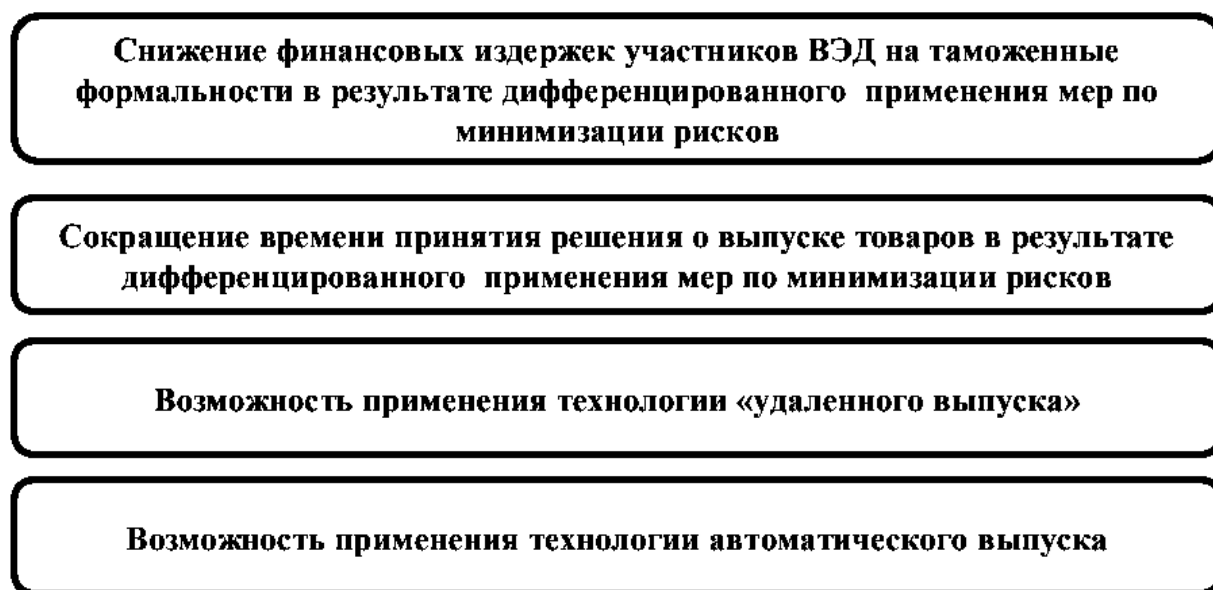 Снижение финансовых издержек участников ВЭД на таможенные
формальности в результате дифференцированного применения мер по
минимизации рисков
Сокращение времени принятия решения о выпуске товаров в результате
дифференцированного применения мер по минимизации рисков
Возможность применения технологии «удаленного выпуска»
Возможность применения технологии автоматического выпуска